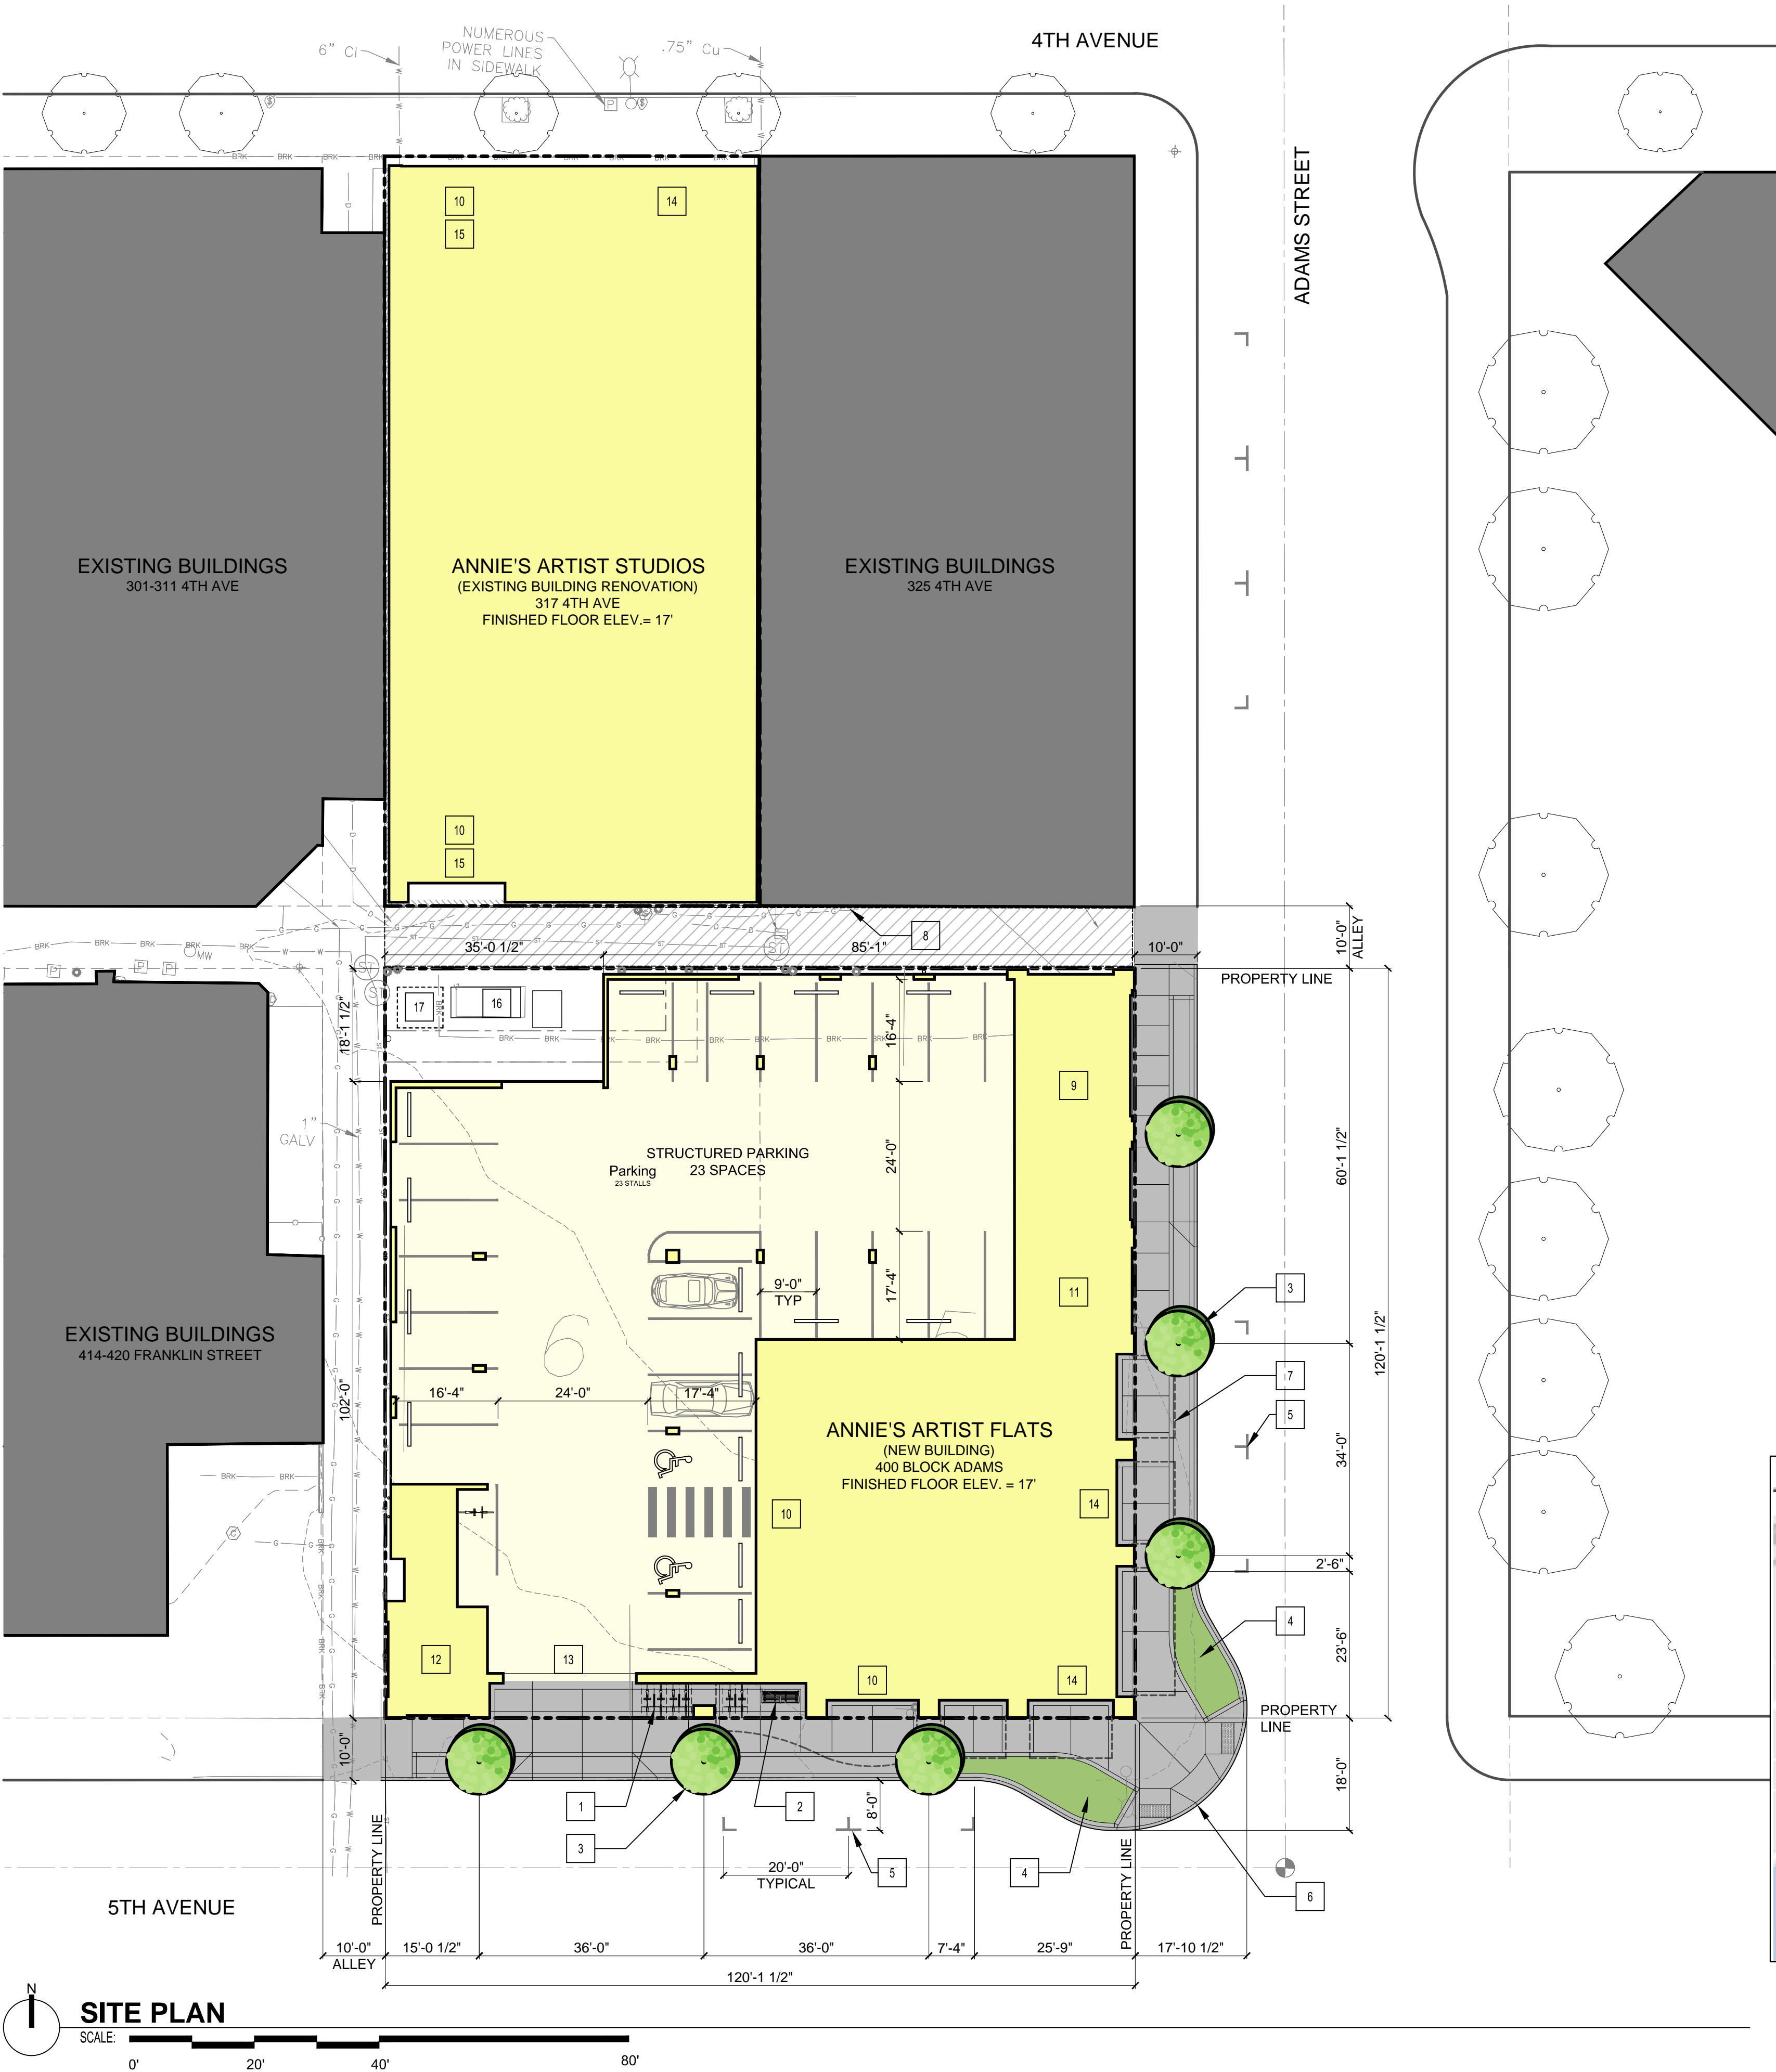 4TH AVENUE
NUMEROUS
POWER LINES
IN SIDEWALK
6" CI
.75" Cu
ADAMS STREET
10
14
15
EXISTING BUILDINGS
301-311 4TH AVE
ANNIE'S ARTIST STUDIOS
(EXISTING BUILDING RENOVATION)
317 4TH AVE
FINISHED FLOOR ELEV.= 17'
EXISTING BUILDINGS
325 4TH AVE
10
15
8
35'-0 1/2"
85'-1"
10'-0"
10'-0"
ALLEY
PROPERTY LINE
MW
17
16
18'-1 1/2"
16'-4"
9
1"
GALV
STRUCTURED PARKING
23 SPACES
Parking
23 STALLS
24'-0"
60'-1 1/2"
17'-4"
9'-0"
TYP
11
3
7
5
120'-1 1/2"
EXISTING BUILDINGS
414-420 FRANKLIN STREET
102'-0"
16'-4"
24'-0"
17'-4"
ANNIE'S ARTIST FLATS
(NEW BUILDING)
400 BLOCK ADAMS
FINISHED FLOOR ELEV. = 17'
34'-0"
10
14
2'-6"
4
23'-6"
12
13
10
14
PROPERTY
LINE
10'-0"
18'-0"
1
2
3
8'-0"
5
4
6
20'-0"
TYPICAL
PROPERTY LINE
PROPERTY LINE
5TH AVENUE
10'-0"
ALLEY
15'-0 1/2"
36'-0"
36'-0"
7'-4"
25'-9"
17'-10 1/2"
120'-1 1/2"
N
SITE PLAN
SCALE:
0'
20'
40'
80'